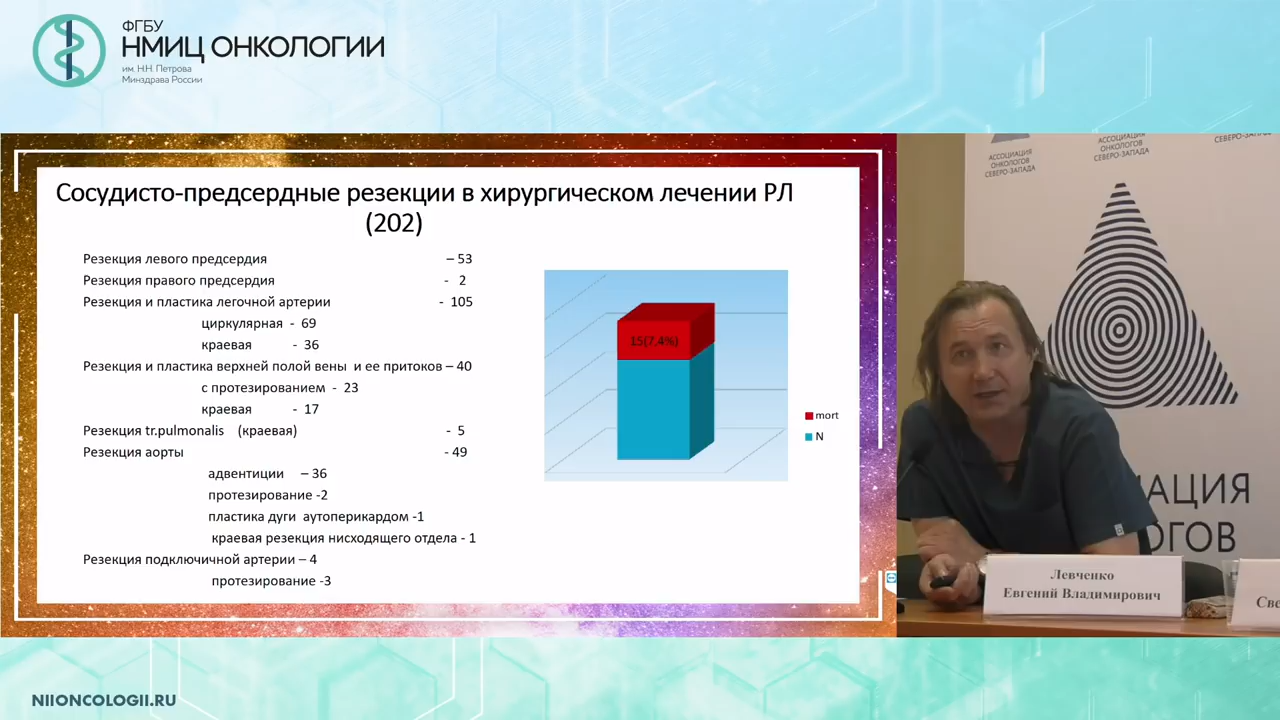 ФГБУ
НМИЦ ОНКОЛОГИИ
им. Н.Н. Петрова
Минздрава России
Сосудисто-предсердные резекции в хирургическом лечении РЛ
(202)
Резекция левого предсердия – 53
Резекция правого предсердия - 2
Резекция и пластика легочной артерии - 105
циркулярная - 69
краевая - 36
Резекция и пластика верхней полой вены и ее притоков – 40
с протезированием - 23
краевая - 17
Резекция tr.pulmonalis (краевая) - 5
Резекция аорты - 49
адвентиции – 36
протезирование -2
пластика дуги аутоперикардом -1
краевая резекция нисходящего отдела - 1
Резекция подключичной артерии – 4
протезирование -3
15(7.4%)
mort
N
АССОЦИАЦИЯ
ОНКОЛОГОВ
СЕВЕРО-ЗАПАДА
АССОЦИАЦИЯ
ОНКОЛОГОВ
СЕВЕРО-ЗАПАДА
СЕВЕРО-ЗА
АЦИЯ
ОГОВ
Левченко
Евгений Владимирович
Све
NIIONCOLOGII.RU